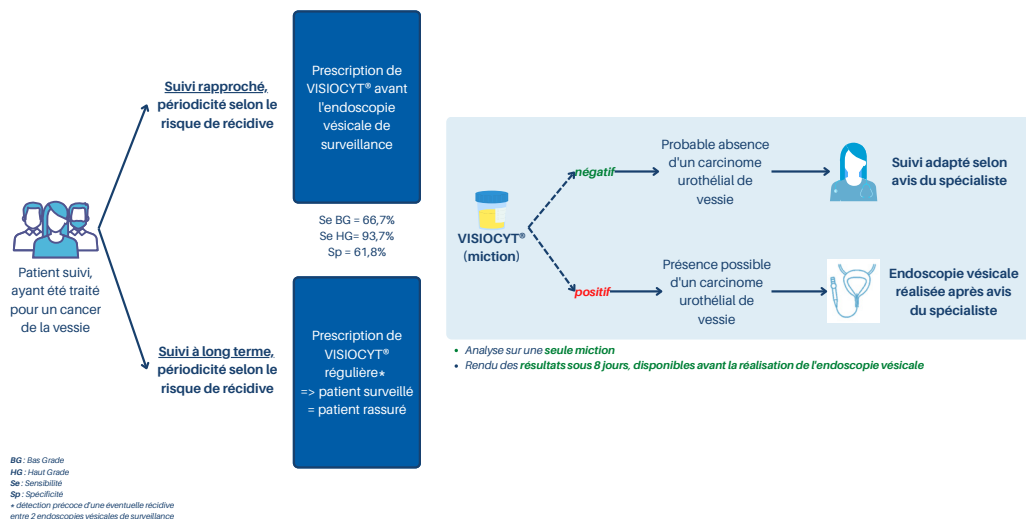 Patient suivi,
ayant été traité
pour un cancer
de la vessie
Suivi rapproché,
périodicité selon le
risque de récidive
Prescription de
VISIOCYT® avant
l'endoscopie
vésicale de
surveillance
Se BG = 66,7%
Se HG= 93,7%
Sp = 61,8%
Suivi à long terme,
périodicité selon le
risque de récidive
Prescription de
VISIOCYT®
régulière*
=> patient surveillé
= patient rassuré
VISIOCYT®
(miction)
négatif
Probable absence
d'un carcinome
urothélial de
vessie
Suivi adapté selon
avis du spécialiste
positif
Présence possible
d'un carcinome
urothélial de
vessie
Endoscopie vésicale
réalisée après avis
du spécialiste
• Analyse sur une seule miction
• Rendu des résultats sous 8 jours, disponibles avant la réalisation de l'endoscopie vésicale
BG : Bas Grade
HG : Haut Grade
Se : Sensibilité
Sp : Spécificité
* détection précoce d'une éventuelle récidive
entre 2 endoscopies vésicales de surveillance